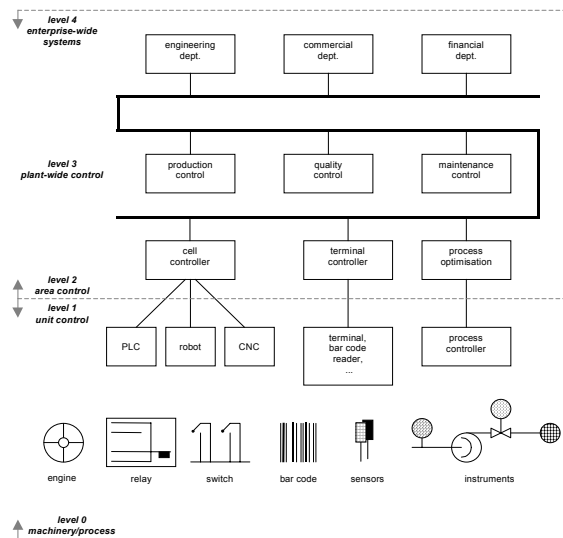 level 4
enterprise-wide
systems
engineering
dept.
commercial
dept.
financial
dept.
level 3
plant-wide control
production
control
quality
control
maintenance
control
cell
controller
terminal
controller
process
optimisation
level 2
area control
level 1
unit control
PLC
robot
CNC
terminal,
bar code
reader,
...
process
controller
engine
relay
switch
bar code
sensors
instruments
level 0
machinery/process